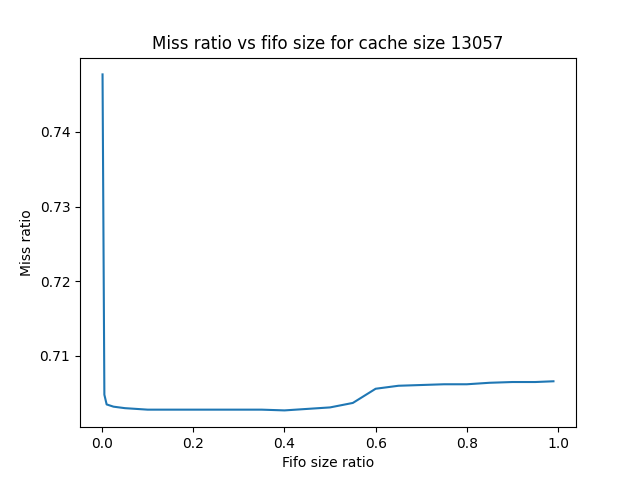 Miss ratio vs fifo size for cache size 13057
0.74
0.73
0.72
0.71
Miss ratio
0.0 0.2 0.4 0.6 0.8 1.0
Fifo size ratio